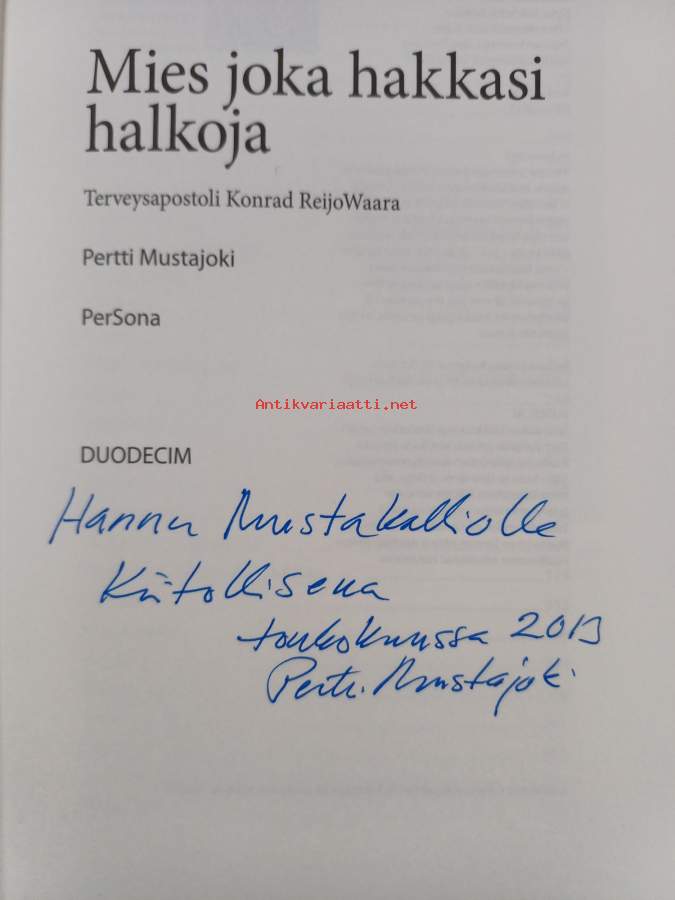 Mies joka hakkasi
halkoja
Terveysapostoli Konrad ReijoWaara
Pertti Mustajoki
PerSona
Antikvariaatti.net
DUODECIM
Hannu Mustakalliolle
Kiitollisena
toukokuussa 2013
Pertti Mustajoki